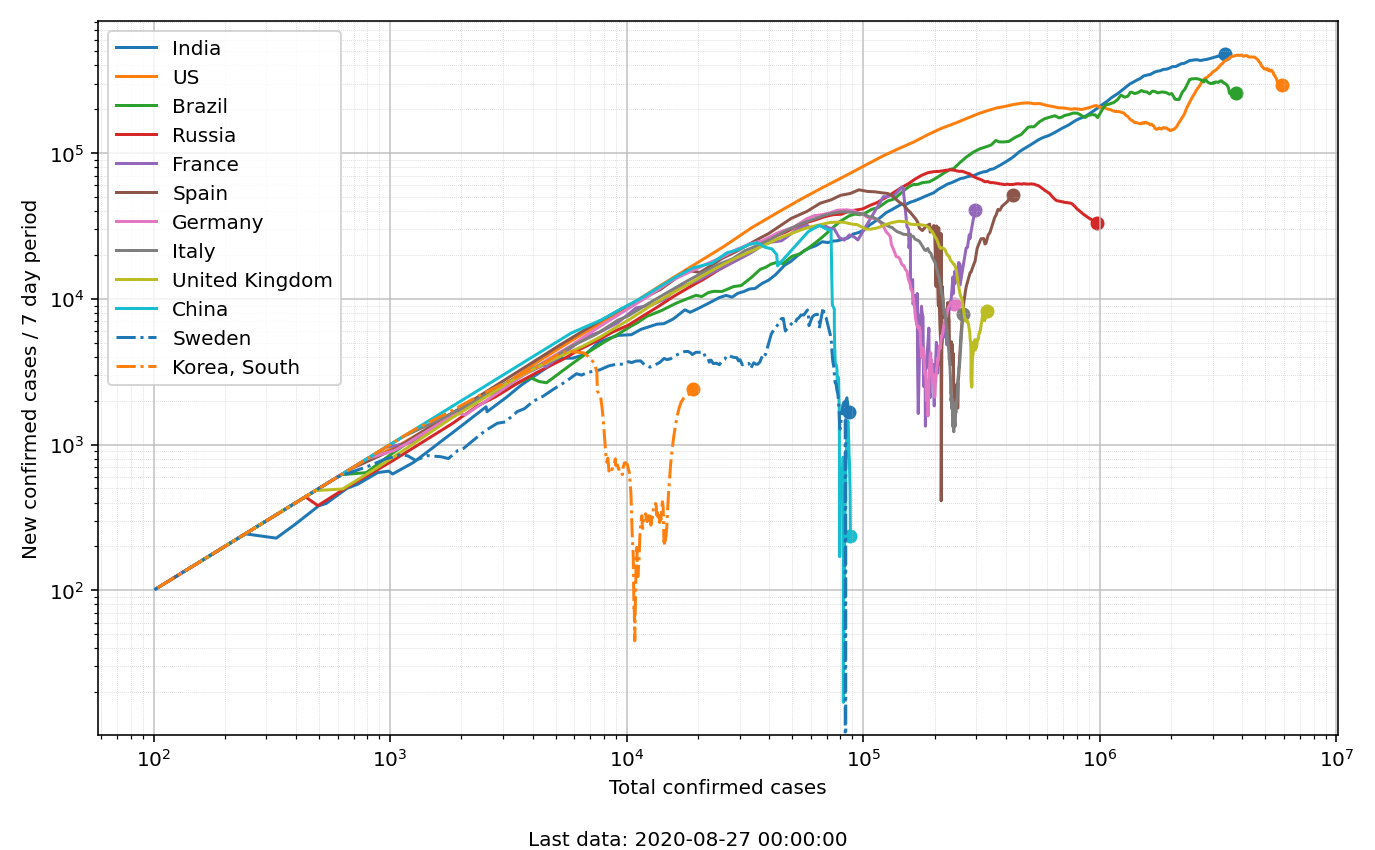 India
US
Brazil
Russia
France
Spain
Germany
Italy
United Kingdom
China
Sweden
Korea, South
New confirmed cases / 7 day period
10⁵
10⁴
10³
10²
10² 10³ 10⁴ 10⁵ 10⁶ 10⁷
Total confirmed cases
Last data: 2020-08-27 00:00:00